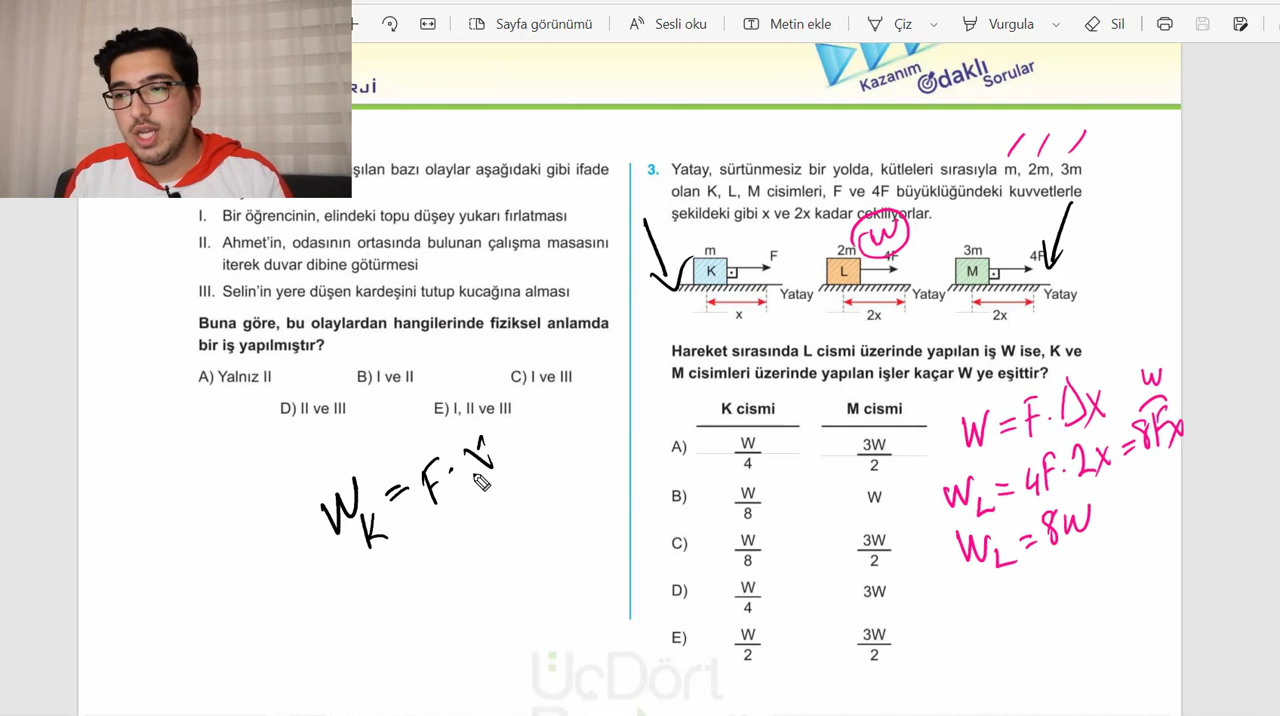 Sayfa görünümü
Sesli oku
Metin ekle
Çiz
Vurgula
Sil
Kazanım Odaklı Sorular
şılan bazı olaylar aşağıdaki gibi ifade
I. Bir öğrencinin, elindeki topu düşey yukarı fırlatması
II. Ahmet'in, odasının ortasında bulunan çalışma masasını
iterek duvar dibine götürmesi
III. Selin'in yere düşen kardeşini tutup kucağına alması
Buna göre, bu olaylardan hangilerinde fiziksel anlamda
bir iş yapılmıştır?
A) Yalnız II B) I ve II C) I ve III
D) II ve III E) I, II ve III
W_K = F · x
3. Yatay, sürtünmesiz bir yolda, kütleleri sırasıyla m, 2m, 3m
olan K, L, M cisimleri, F ve 4F büyüklüğündeki kuvvetlerle
şekildeki gibi x ve 2x kadar çekiliyorlar.
W
m F 2m 4F 3m 4F
K L M
Yatay Yatay Yatay
x 2x 2x
Hareket sırasında L cismi üzerinde yapılan iş W ise, K ve
M cisimleri üzerinde yapılan işler kaçar W ye eşittir?
K cismi M cismi
A) W/4 3W/2
B) W/8 W
C) W/8 3W/2
D) W/4 3W
E) W/2 3W/2
W = F · Δx
w
W_L = 4F · 2x = 8Fx
W_L = 8W
ÜçDört